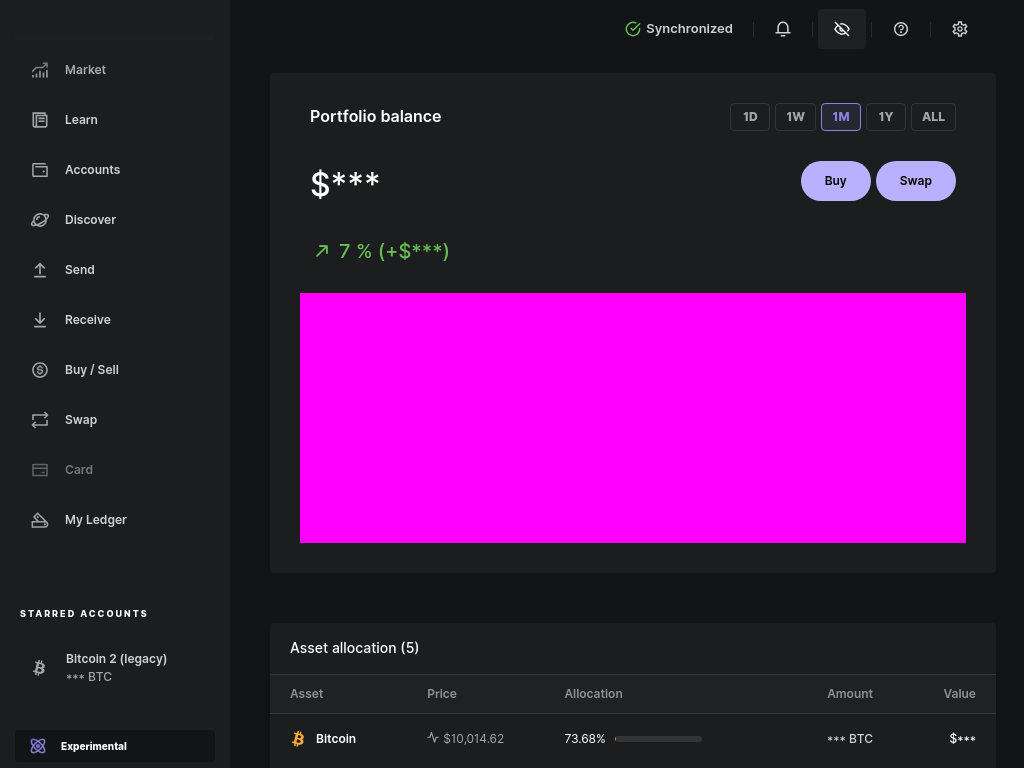 Synchronized
Market
Learn
Accounts
Discover
Send
Receive
Buy / Sell
Swap
Card
My Ledger
STARRED ACCOUNTS
Bitcoin 2 (legacy)
*** BTC
Experimental
Portfolio balance
1D 1W 1M 1Y ALL
$***
Buy Swap
7 % (+$***)
Asset allocation (5)
Asset Price Allocation Amount Value
Bitcoin $10,014.62 73.68% *** BTC $***